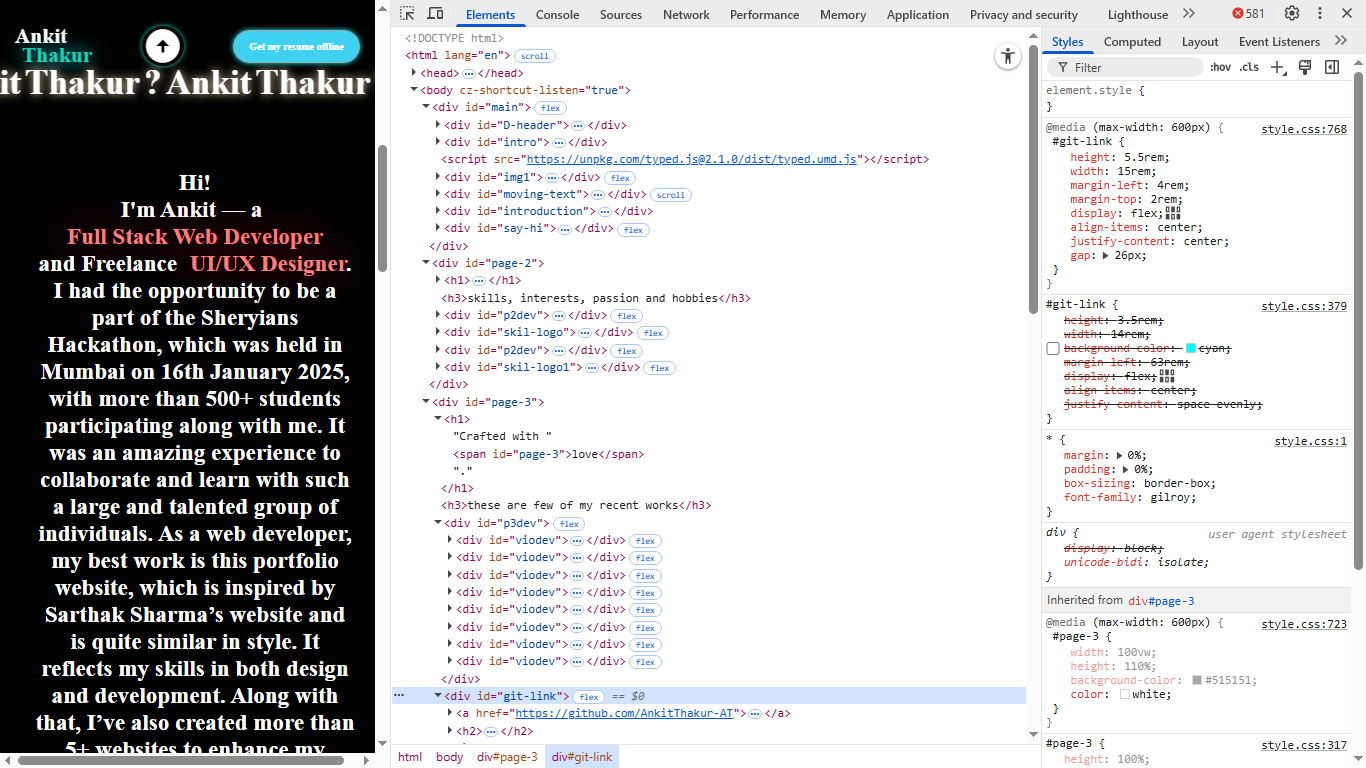 Ankit
Thakur
Get my resume offline
it Thakur ? Ankit Thakur
Hi!
I'm Ankit — a
Full Stack Web Developer
and Freelance UI/UX Designer.
I had the opportunity to be a
part of the Sheryians
Hackathon, which was held in
Mumbai on 16th January 2025,
with more than 500+ students
participating along with me. It
was an amazing experience to
collaborate and learn with such
a large and talented group of
individuals. As a web developer,
my best work is this portfolio
website, which is inspired by
Sarthak Sharma’s website and
is quite similar in style. It
reflects my skills in both design
and development. Along with
that, I’ve also created more than
5+ websites to enhance my
Elements Console Sources Network Performance Memory Application Privacy and security Lighthouse 581
<!DOCTYPE html>
<html lang="en"> scroll
<head> </head>
<body cz-shortcut-listen="true">
<div id="main"> flex
<div id="D-header"> </div>
<div id="intro"> </div>
<script src="https://unpkg.com/typed.js@2.1.0/dist/typed.umd.js"></script>
<div id="img1"> </div> flex
<div id="moving-text"> </div> scroll
<div id="introduction"> </div>
<div id="say-hi"> </div> flex
</div>
<div id="page-2">
<h1> </h1>
<h3>skills, interests, passion and hobbies</h3>
<div id="p2dev"> </div> flex
<div id="skil-logo"> </div> flex
<div id="p2dev"> </div> flex
<div id="skil-logo1"> </div> flex
</div>
<div id="page-3">
<h1>
"Crafted with "
<span id="page-3">love</span>
"."
</h1>
<h3>these are few of my recent works</h3>
<div id="p3dev"> flex
<div id="viodev"> </div> flex
<div id="viodev"> </div> flex
<div id="viodev"> </div> flex
<div id="viodev"> </div> flex
<div id="viodev"> </div> flex
<div id="viodev"> </div> flex
<div id="viodev"> </div> flex
<div id="viodev"> </div> flex
</div>
<div id="git-link"> flex == $0
<a href="https://github.com/AnkitThakur-AT"> </a>
<h2> </h2>
html body div#page-3 div#git-link
Styles Computed Layout Event Listeners
Filter :hov .cls
element.style {
}
@media (max-width: 600px) { style.css:768
#git-link {
height: 5.5rem;
width: 15rem;
margin-left: 4rem;
margin-top: 2rem;
display: flex;
align-items: center;
justify-content: center;
gap: 26px;
}
}
#git-link { style.css:379
height: 3.5rem;
width: 14rem;
background-color: cyan;
margin-left: 63rem;
display: flex;
align-items: center;
justify-content: space-evenly;
}
* { style.css:1
margin: 0%;
padding: 0%;
box-sizing: border-box;
font-family: gilroy;
}
div { user agent stylesheet
display: block;
unicode-bidi: isolate;
}
Inherited from div#page-3
@media (max-width: 600px) { style.css:723
#page-3 {
width: 100vw;
height: 110%;
background-color: #515151;
color: white;
}
}
#page-3 { style.css:317
height: 100%;